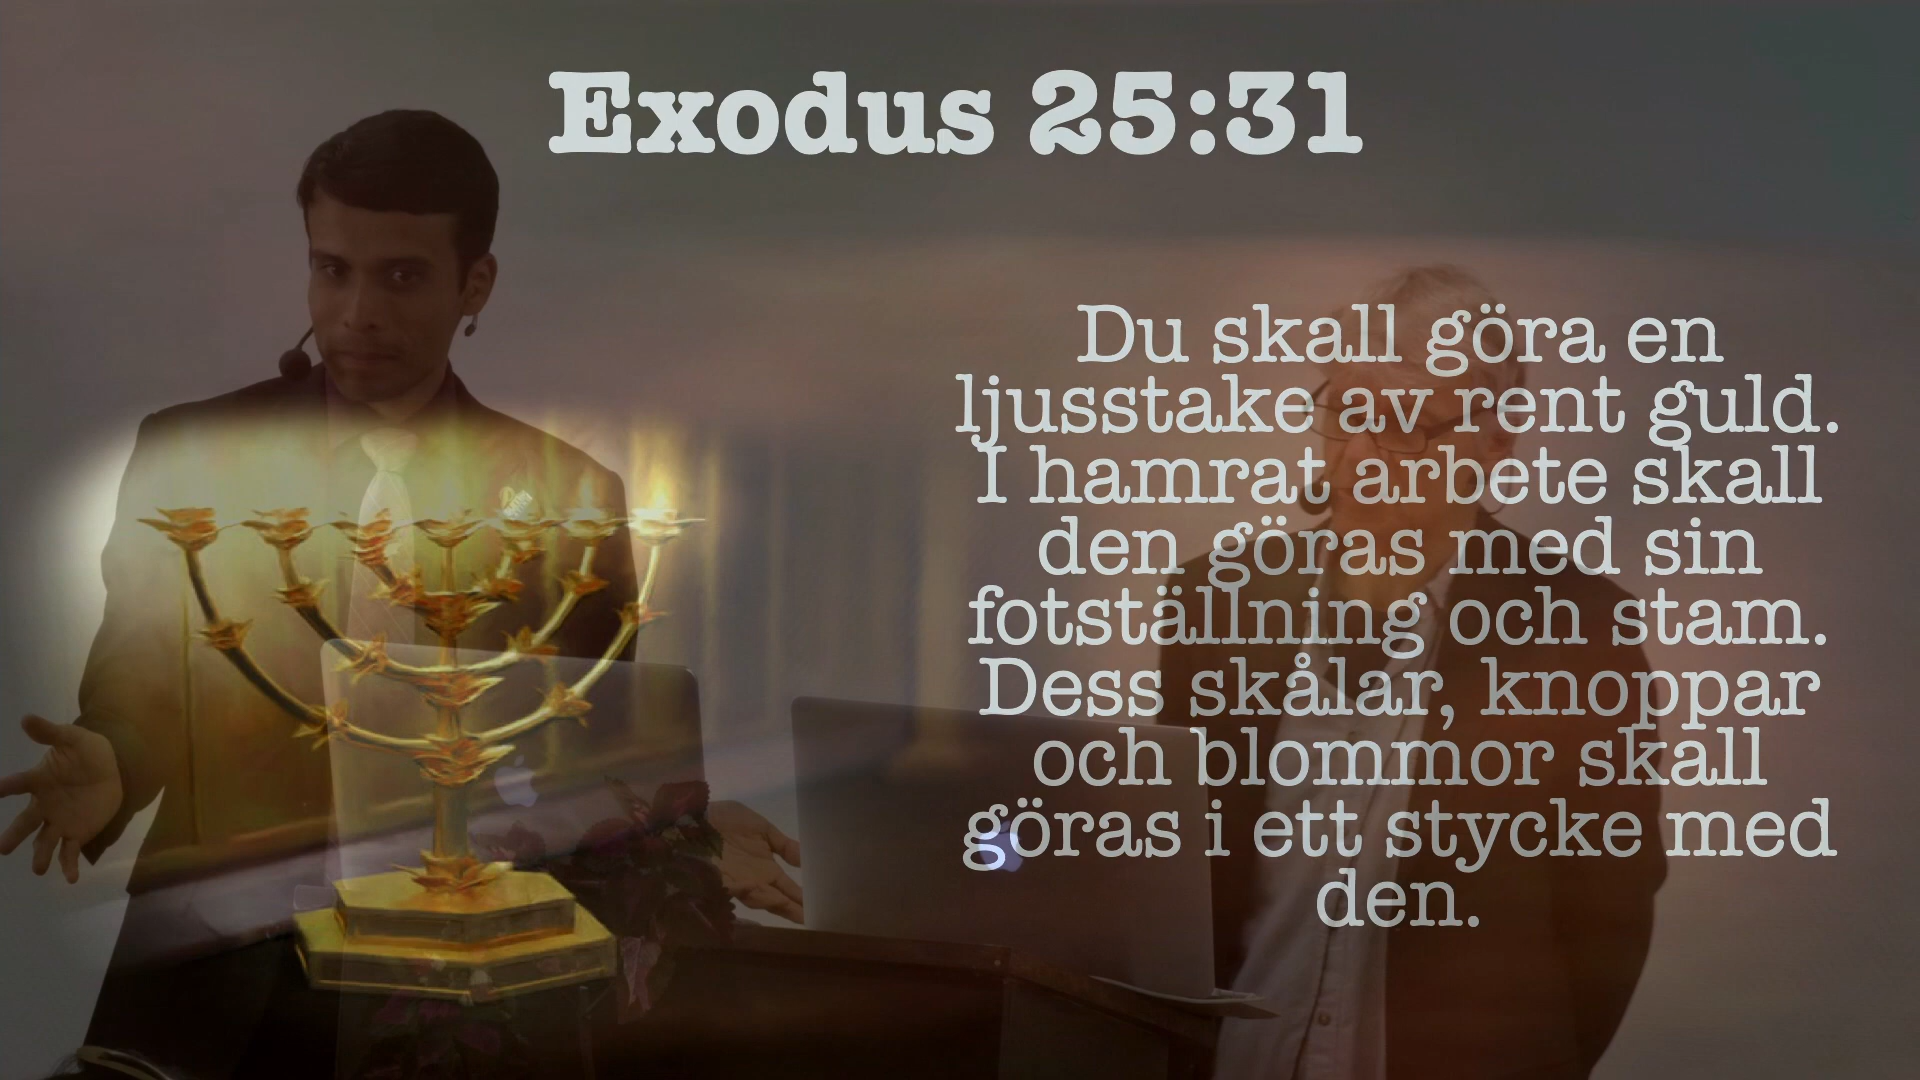 Exodus 25:31
Du skall göra en
ljusstake av rent guld.
I hamrat arbete skall
den göras med sin
fotställning och stam.
Dess skålar, knoppar
och blommor skall
göras i ett stycke med
den.